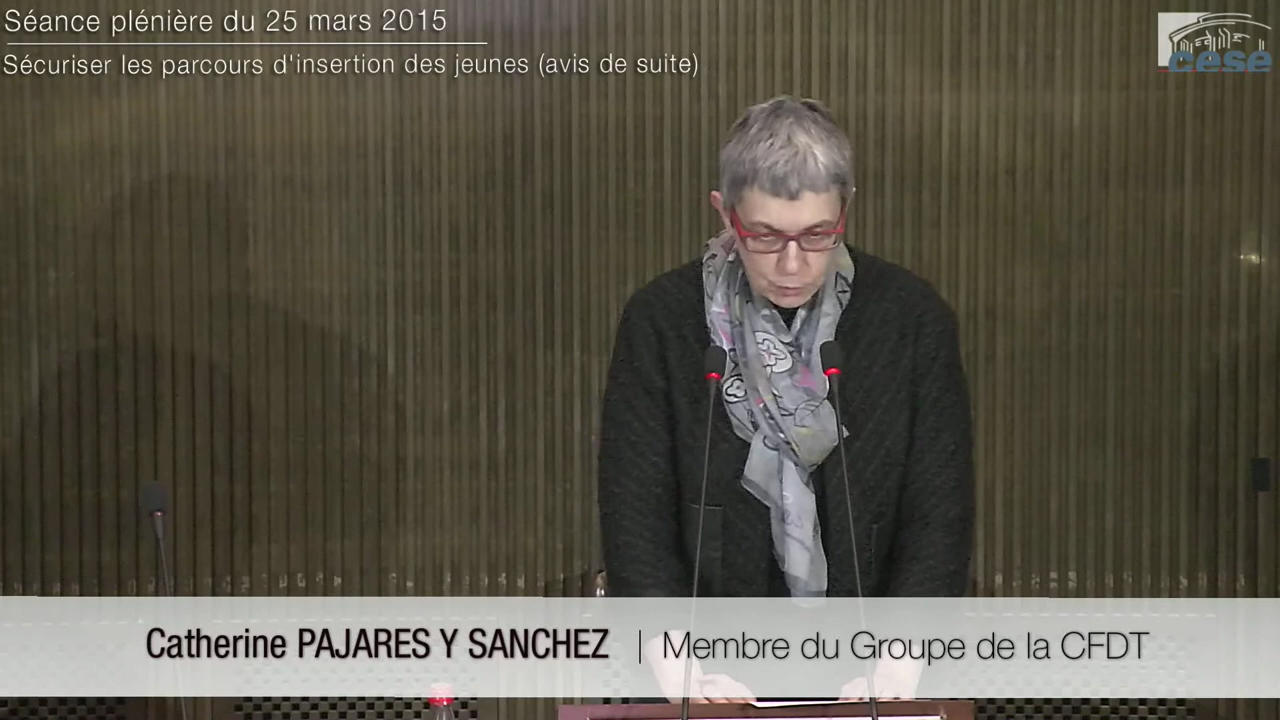 Séance plénière du 25 mars 2015
Sécuriser les parcours d'insertion des jeunes (avis de suite)
cese
Catherine PAJARES Y SANCHEZ | Membre du Groupe de la CFDT